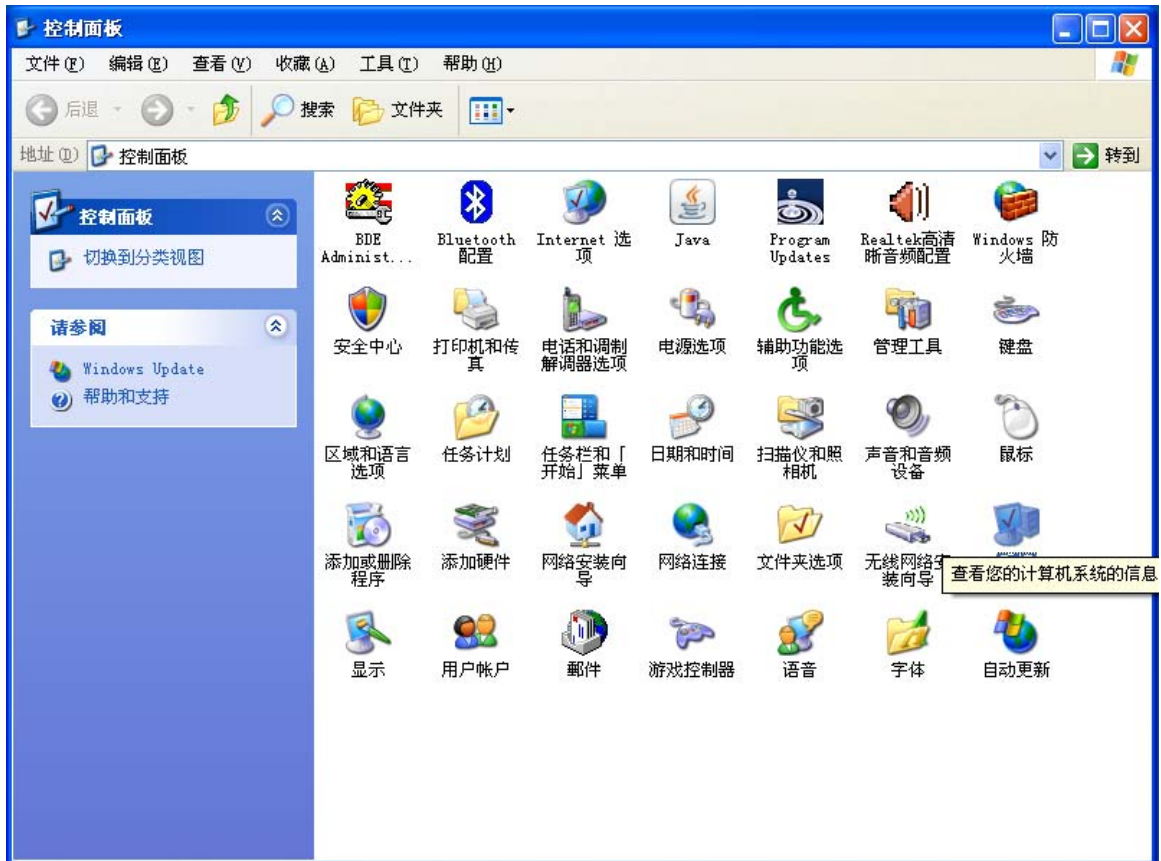 控制面板
文件(F) 编辑(E) 查看(V) 收藏(A) 工具(T) 帮助(H)
后退 搜索 文件夹
地址(D) 控制面板 转到
控制面板
切换到分类视图
请参阅
Windows Update
帮助和支持
BDE
Administ...
Bluetooth
配置
Internet 选
项
Java
Program
Updates
Realtek高清
晰音频配置
Windows 防
火墙
安全中心
打印机和传
真
电话和调制
解调器选项
电源选项
辅助功能选
项
管理工具
键盘
区域和语言
选项
任务计划
任务栏和「
开始」菜单
日期和时间
扫描仪和照
相机
声音和音频
设备
鼠标
添加或删除
程序
添加硬件
网络安装向
导
网络连接
文件夹选项
无线网络安
装向导
查看您的计算机系统的信息
显示
用户帐户
郵件
游戏控制器
语音
字体
自动更新